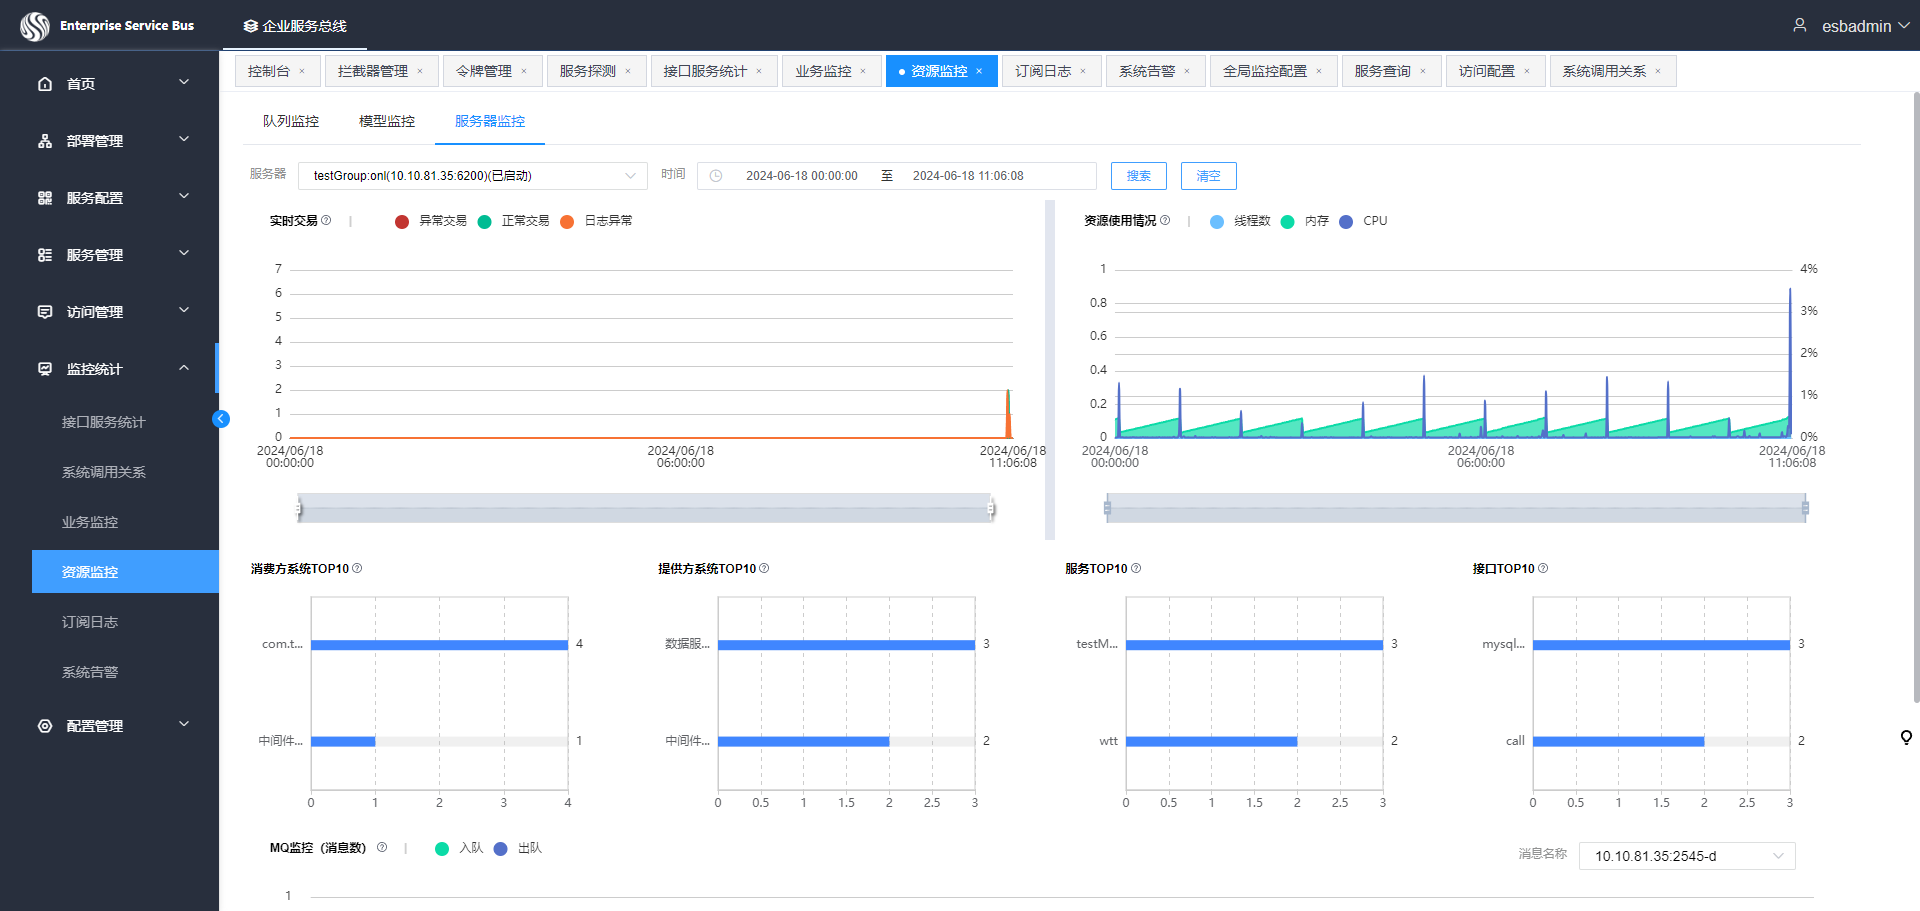 Enterprise Service Bus
企业服务总线
esbadmin
首页
部署管理
服务配置
服务管理
访问管理
监控统计
接口服务统计
系统调用关系
业务监控
资源监控
订阅日志
系统告警
配置管理
控制台 × 拦截器管理 × 令牌管理 × 服务探测 × 接口服务统计 × 业务监控 × 资源监控 × 订阅日志 × 系统告警 × 全局监控配置 × 服务查询 × 访问配置 × 系统调用关系 ×
队列监控 模型监控 服务器监控
服务器 testGroup:onl(10.10.81.35:6200)(已启动) 时间 2024-06-18 00:00:00 至 2024-06-18 11:06:08 搜索 清空
实时交易 | 异常交易 正常交易 日志异常
7
6
5
4
3
2
1
0
2024/06/18 2024/06/18 2024/06/18
00:00:00 06:00:00 11:06:08
资源使用情况 | 线程数 内存 CPU
1 4%
0.8
3%
0.6
2%
0.4
1%
0.2
0 0%
2024/06/18 2024/06/18 2024/06/18
00:00:00 06:00:00 11:06:08
消费方系统TOP10
com.t... 4
中间件... 1
0 1 2 3 4
提供方系统TOP10
数据服... 3
中间件... 2
0 0.5 1 1.5 2 2.5 3
服务TOP10
testM... 3
wtt 2
0 0.5 1 1.5 2 2.5 3
接口TOP10
mysql... 3
call 2
0 0.5 1 1.5 2 2.5 3
MQ监控（消息数） | 入队 出队
消息名称 10.10.81.35:2545-d
1